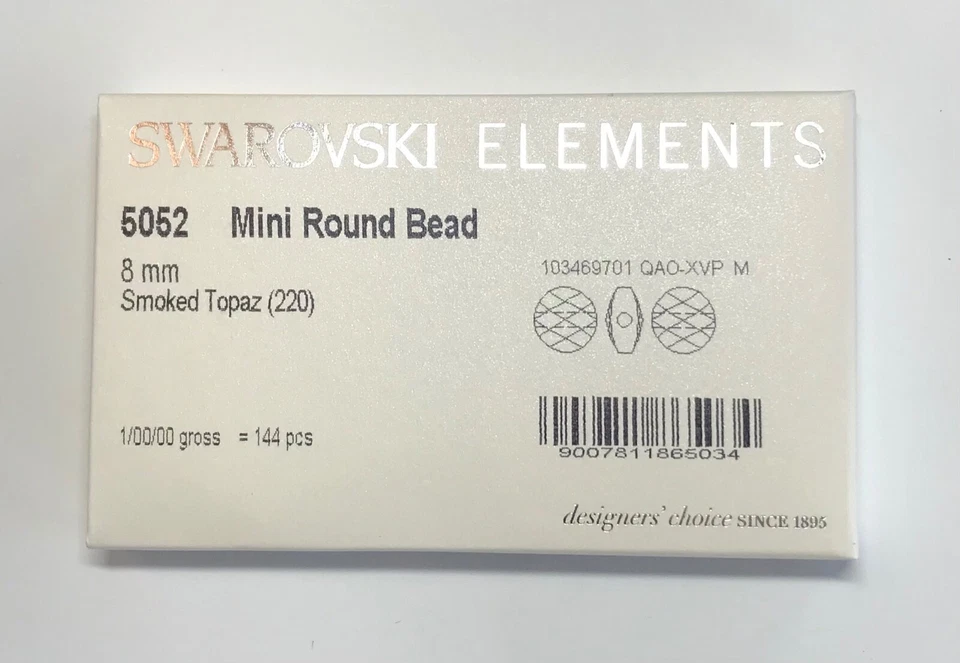 SWAROVSKI ELEMENTS
5052 Mini Round Bead
8 mm
Smoked Topaz (220)
103469701 QAO-XVP M
1/00/00 gross = 144 pcs
9007811865034
designers' choice SINCE 1895